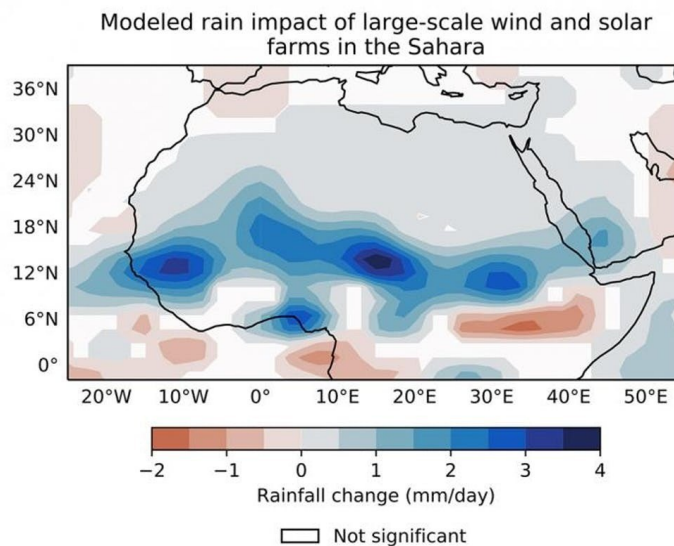 Modeled rain impact of large-scale wind and solar
farms in the Sahara
36°N
30°N
24°N
18°N
12°N
6°N
0°
20°W 10°W 0° 10°E 20°E 30°E 40°E 50°E
−2 −1 0 1 2 3 4
Rainfall change (mm/day)
Not significant